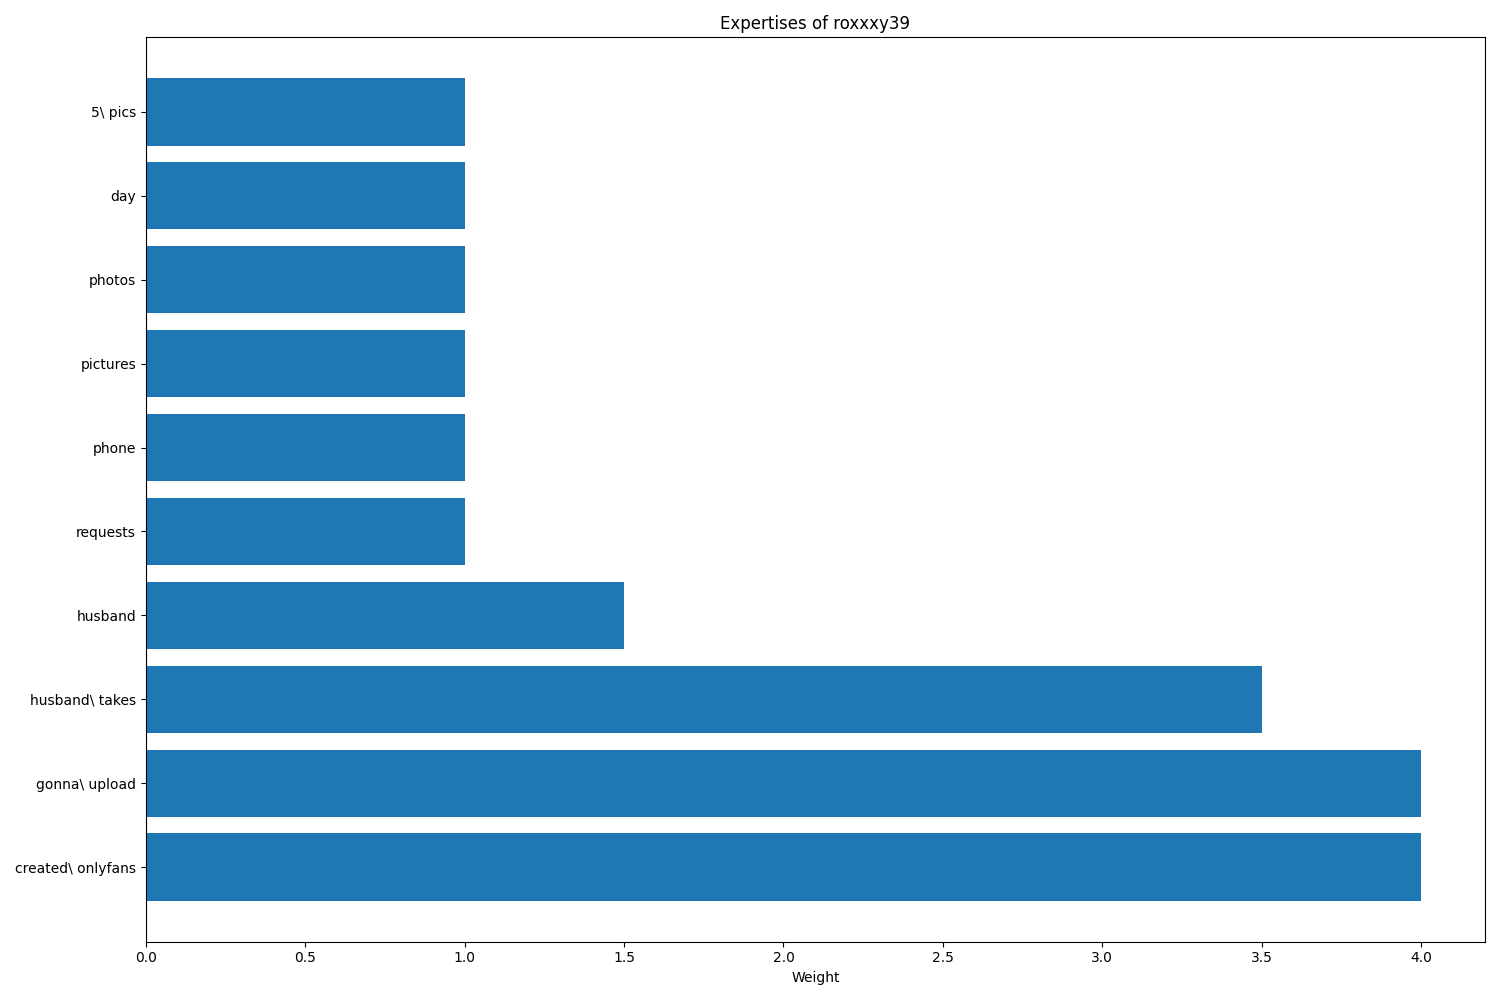 Expertises of roxxxy39
5\ pics
day
photos
pictures
phone
requests
husband
husband\ takes
gonna\ upload
created\ onlyfans
0.0 0.5 1.0 1.5 2.0 2.5 3.0 3.5 4.0
Weight